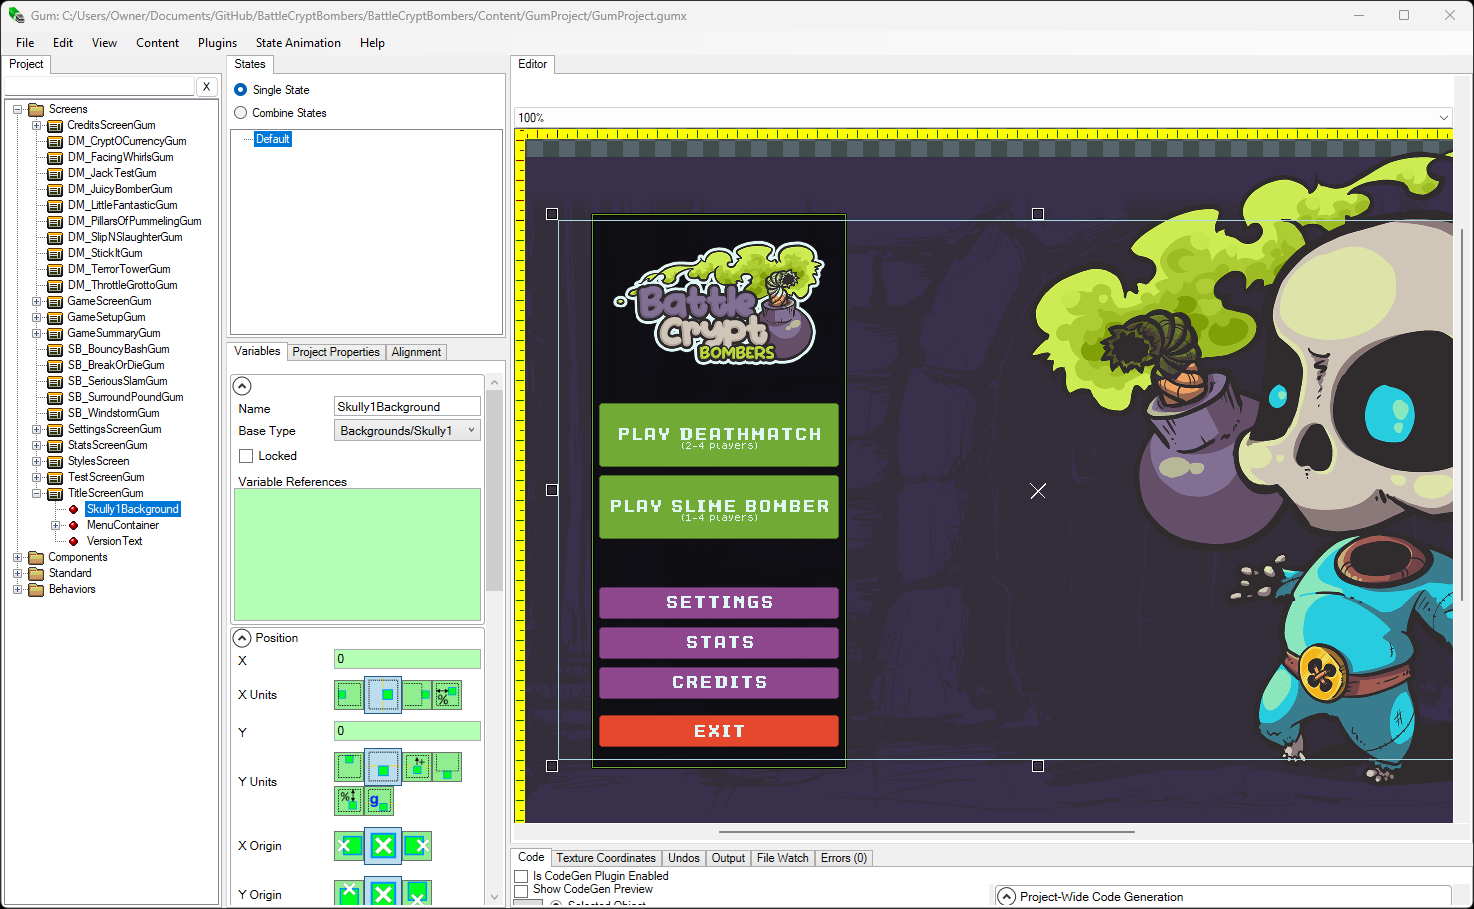 Gum: C:/Users/Owner/Documents/GitHub/BattleCryptBombers/BattleCryptBombers/Content/GumProject/GumProject.gumx
File Edit View Content Plugins State Animation Help
Project
X
Screens
CreditsScreenGum
DM_CryptOCurrencyGum
DM_FacingWhirlsGum
DM_JackTestGum
DM_JuicyBomberGum
DM_LittleFantasticGum
DM_PillarsOfPummelingGum
DM_SlipNSlaughterGum
DM_StickItGum
DM_TerrorTowerGum
DM_ThrottleGrottoGum
GameScreenGum
GameSetupGum
GameSummaryGum
SB_BouncyBashGum
SB_BreakOrDieGum
SB_SeriousSlamGum
SB_SurroundPoundGum
SB_WindstormGum
SettingsScreenGum
StatsScreenGum
StylesScreen
TestScreenGum
TitleScreenGum
Skully1Background
MenuContainer
VersionText
Components
Standard
Behaviors
States
Single State
Combine States
Default
Variables Project Properties Alignment
Name Skully1Background
Base Type Backgrounds/Skully1
Locked
Variable References
Position
X 0
X Units %
Y 0
Y Units
% g
X Origin
Y Origin
Editor
100%
Battle
Crypt
BOMBERS
PLAY DEATHMATCH
(2-4 players)
PLAY SLIME BOMBER
(1-4 players)
SETTINGS
STATS
CREDITS
EXIT
Code Texture Coordinates Undos Output File Watch Errors (0)
Is CodeGen Plugin Enabled
Show CodeGen Preview
Selected Object
Project-Wide Code Generation